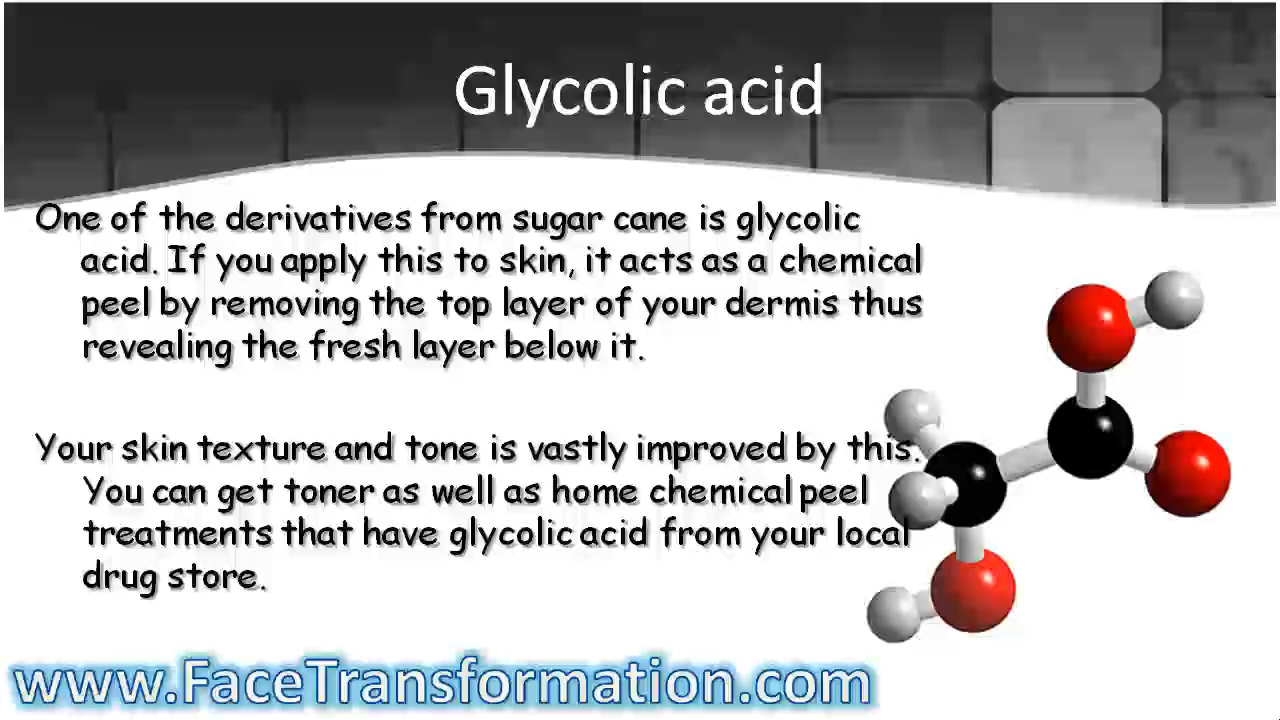 Glycolic acid
One of the derivatives from sugar cane is glycolic
acid. If you apply this to skin, it acts as a chemical
peel by removing the top layer of your dermis thus
revealing the fresh layer below it.
Your skin texture and tone is vastly improved by this.
You can get toner as well as home chemical peel
treatments that have glycolic acid from your local
drug store.
www.FaceTransformation.com